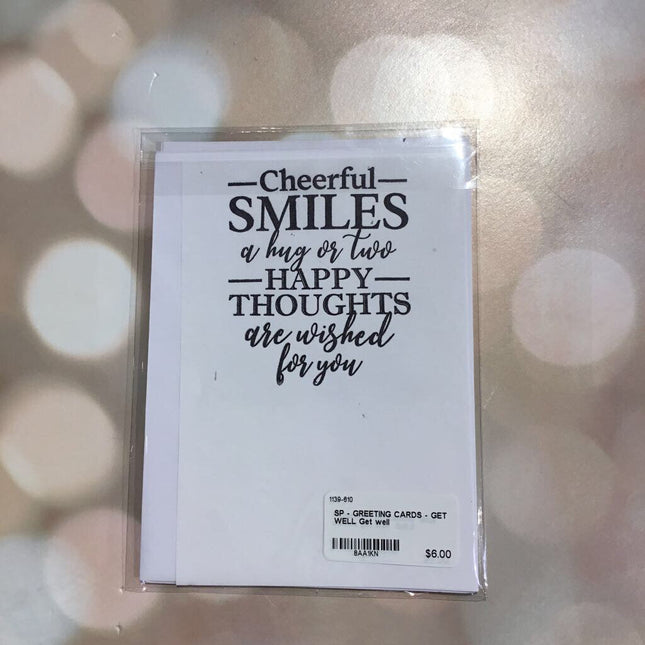 Cheerful
SMILES
a hug or two
HAPPY
THOUGHTS
are wished
for you
1139-610
SP - GREETING CARDS - GET
WELL Get well
8AA1KN
$6.00